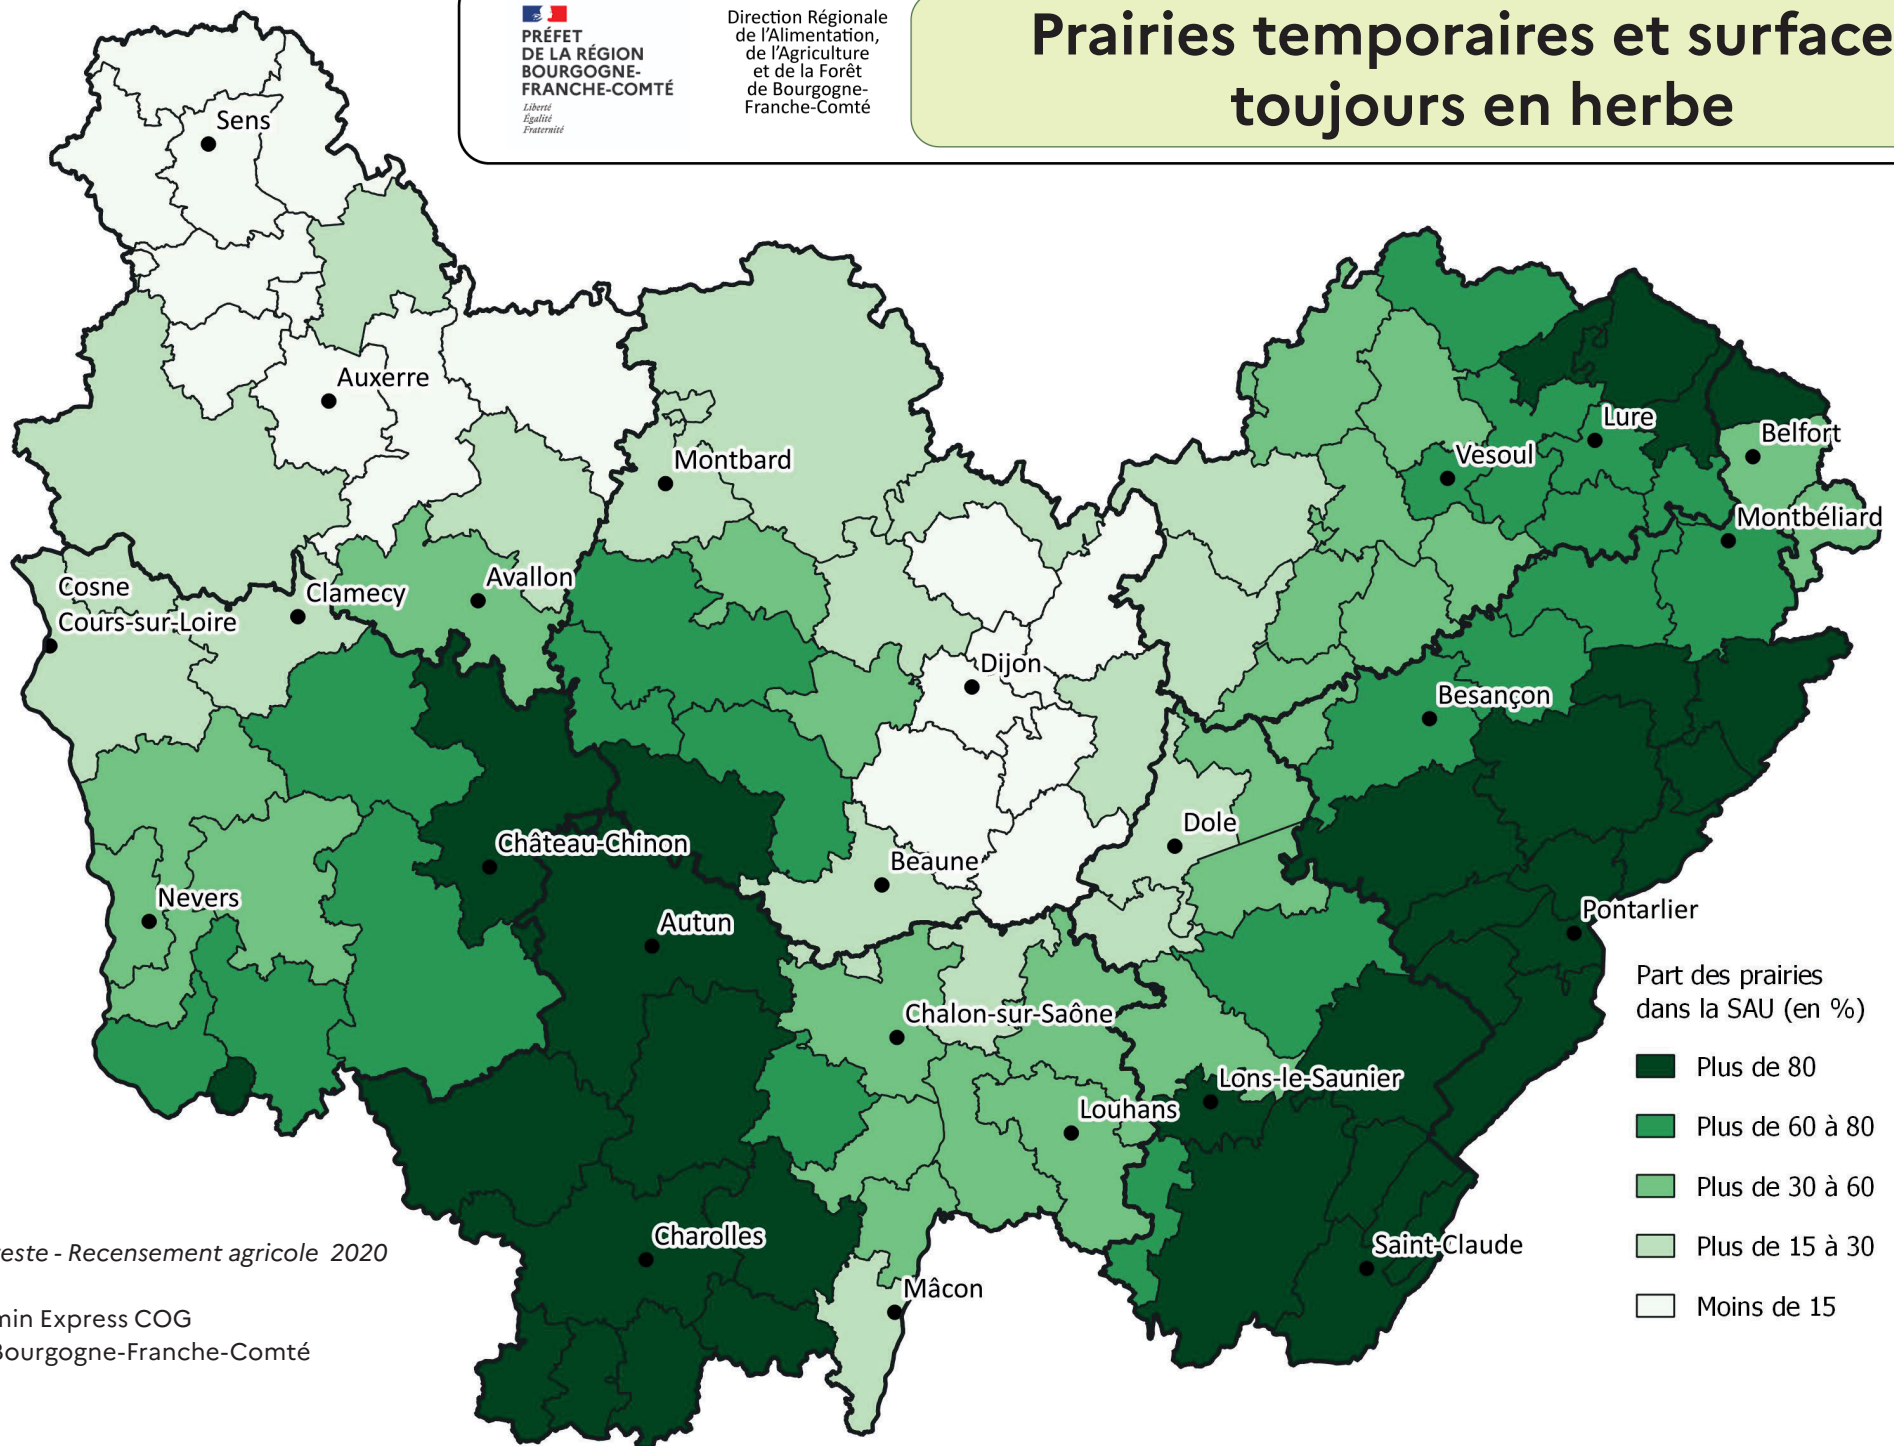 PRÉFET
DE LA RÉGION
BOURGOGNE-
FRANCHE-COMTÉ
Liberté
Égalité
Fraternité
Direction Régionale
de l'Alimentation,
de l'Agriculture
et de la Forêt
de Bourgogne-
Franche-Comté
Prairies temporaires et surface
toujours en herbe
Sens
Auxerre
Montbard
Lure
Belfort
Vesoul
Montbéliard
Avallon
Cosne
Cours-sur-Loire
Clamecy
Dijon
Besançon
Dole
Château-Chinon
Beaune
Nevers
Autun
Pontarlier
Chalon-sur-Saône
Lons-le-Saunier
Louhans
Charolles
Saint-Claude
Mâcon
Part des prairies
dans la SAU (en %)
Plus de 80
Plus de 60 à 80
Plus de 30 à 60
Plus de 15 à 30
Moins de 15
este - Recensement agricole 2020
min Express COG
Bourgogne-Franche-Comté